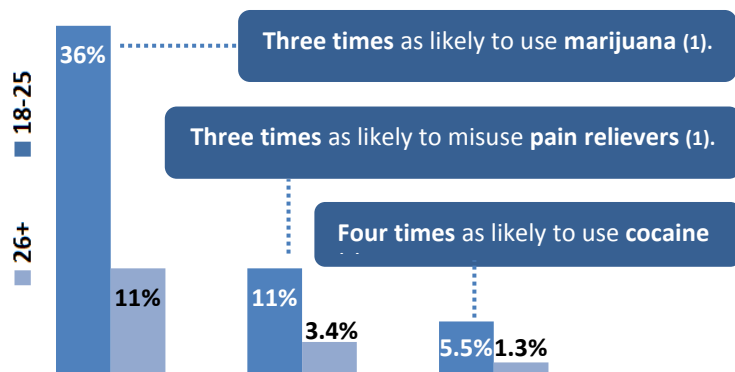 Three times as likely to use marijuana (1).
36%
18-25
Three times as likely to misuse pain relievers (1).
Four times as likely to use cocaine
26+
11%
11%
3.4%
5.5%
1.3%